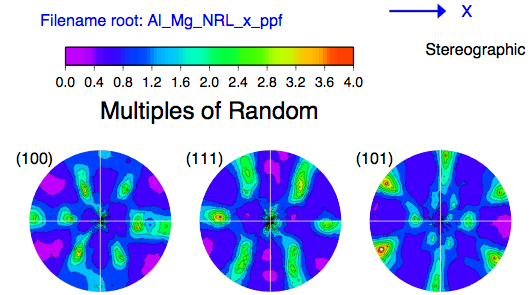 Filename root: Al_Mg_NRL_x_ppf
X
Stereographic
0.0 0.4 0.8 1.2 1.6 2.0 2.4 2.8 3.2 3.6 4.0
Multiples of Random
(100) (111) (101)